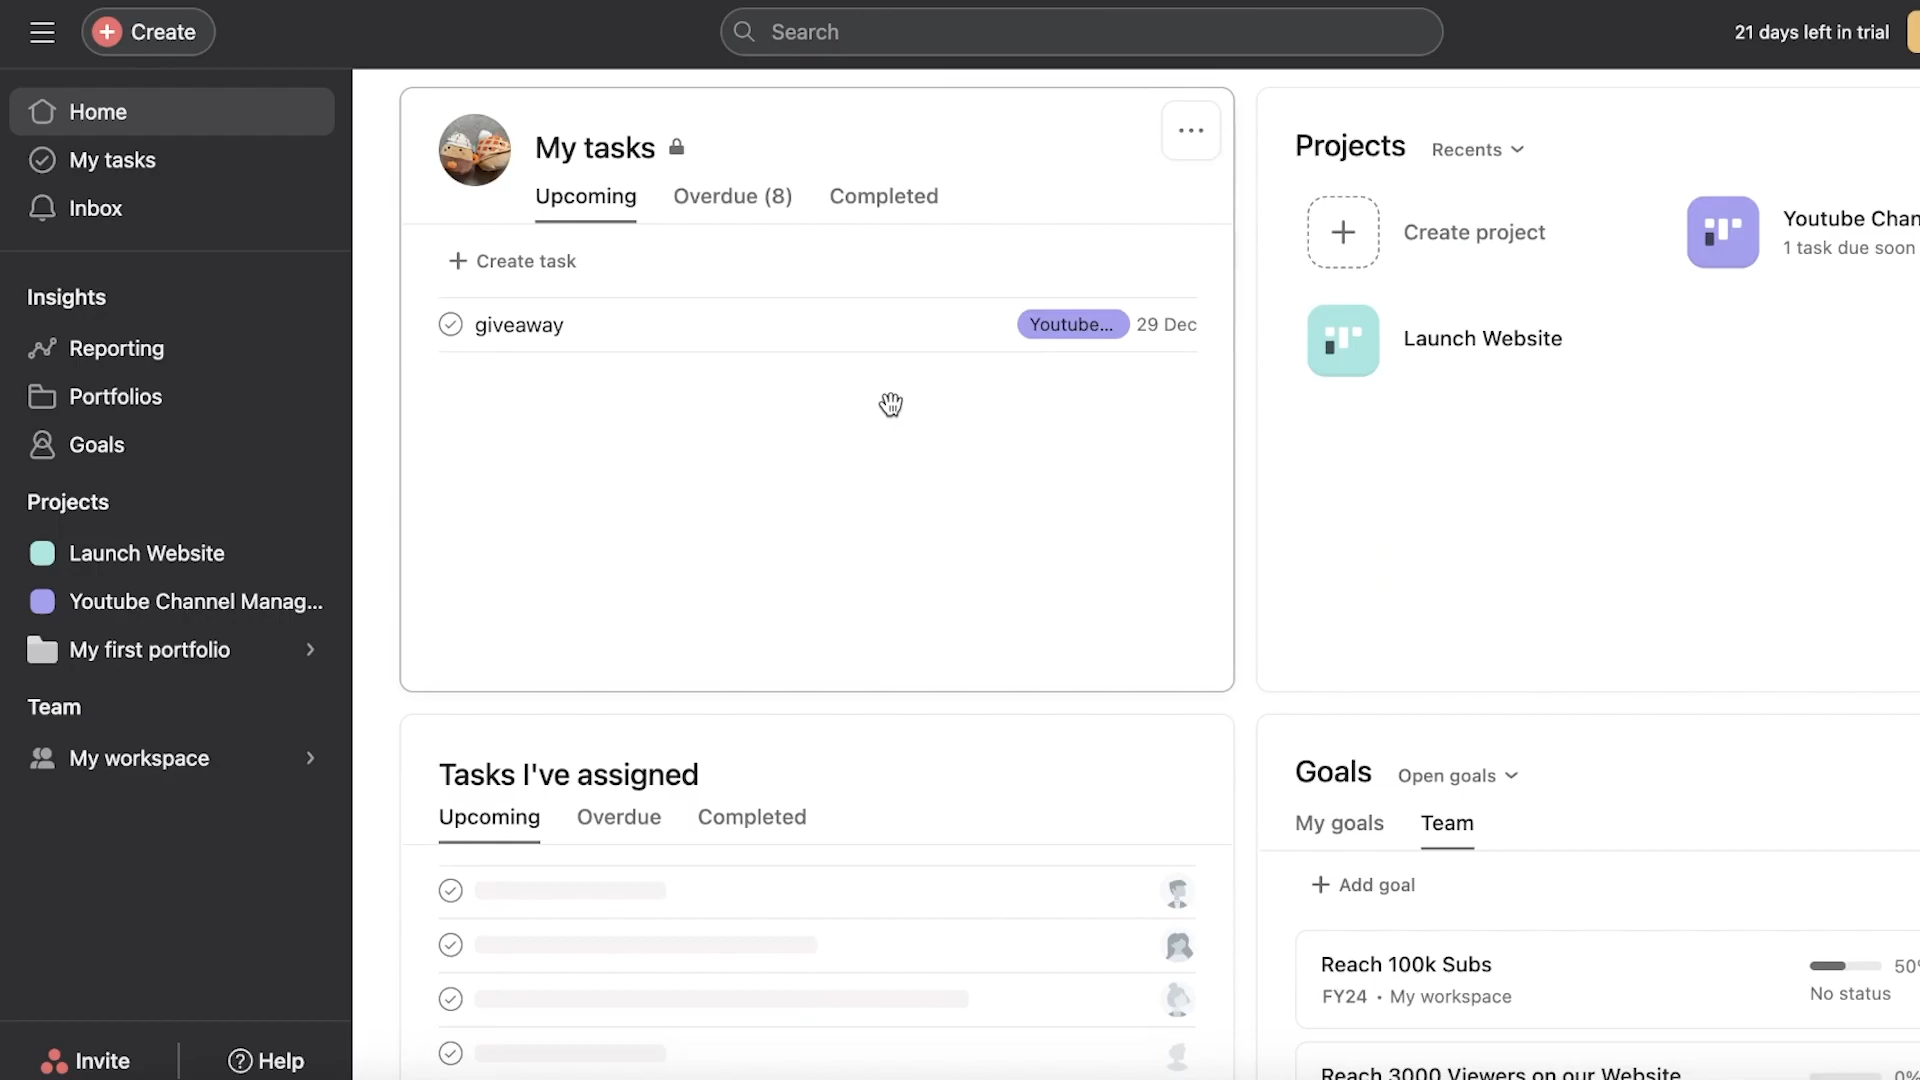 Create
Search
21 days left in trial
Home
My tasks
Inbox
Insights
Reporting
Portfolios
Goals
Projects
Launch Website
Youtube Channel Manag...
My first portfolio
Team
My workspace
Invite
Help
My tasks
Upcoming Overdue (8) Completed
Create task
giveaway Youtube... 29 Dec
Projects Recents
Create project
Youtube Chan
1 task due soon
Launch Website
Tasks I've assigned
Upcoming Overdue Completed
Goals Open goals
My goals Team
Add goal
Reach 100k Subs
50%
FY24 • My workspace
No status
Reach 3000 Viewers on our Website
0%